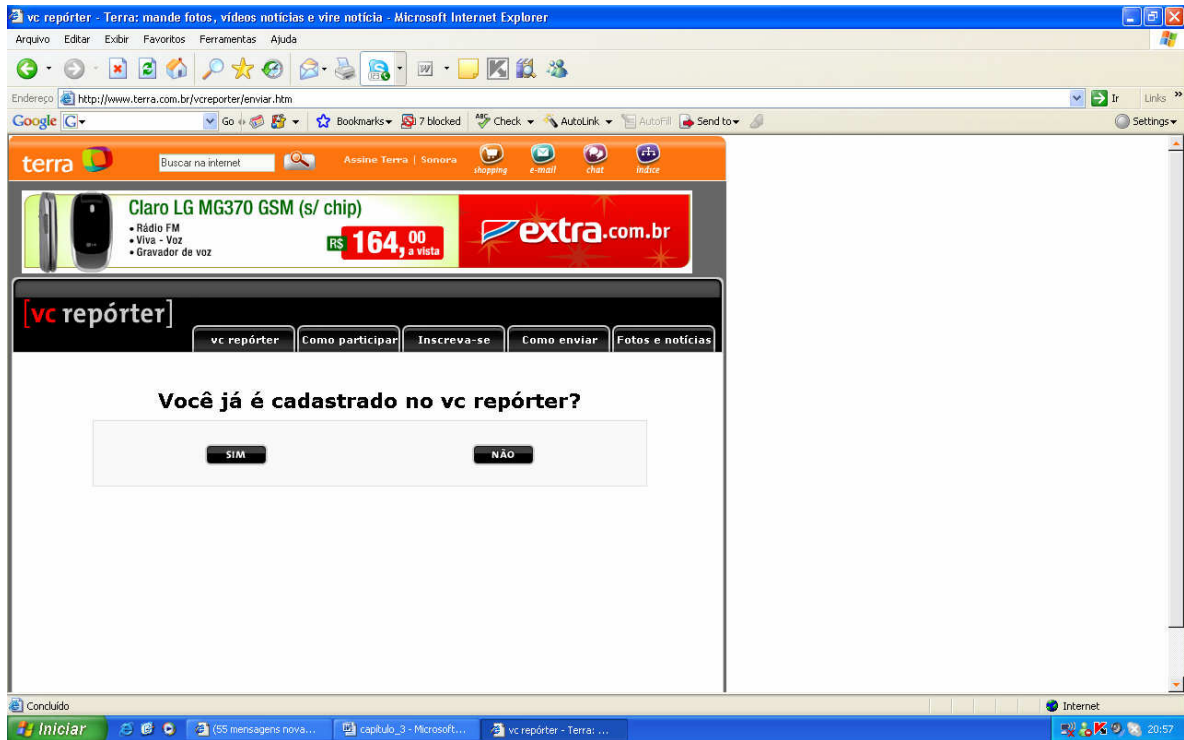 vc repórter - Terra: mande fotos, vídeos notícias e vire notícia - Microsoft Internet Explorer
Arquivo Editar Exibir Favoritos Ferramentas Ajuda
Endereço http://www.terra.com.br/vcreporter/enviar.htm Ir Links »
Google G Go Bookmarks 7 blocked ABC Check AutoLink AutoFill Send to Settings
terra Buscar na internet Assine Terra | Sonora shopping e-mail chat índice
Claro LG MG370 GSM (s/ chip)
• Rádio FM
• Viva - Voz
• Gravador de voz
R$ 164,00 a vista
extra.com.br
[vc repórter]
vc repórter Como participar Inscreva-se Como enviar Fotos e notícias
Você já é cadastrado no vc repórter?
SIM NÃO
Concluído Internet
Iniciar (55 mensagens nova... capítulo_3 - Microsoft... vc repórter - Terra: ... 20:57